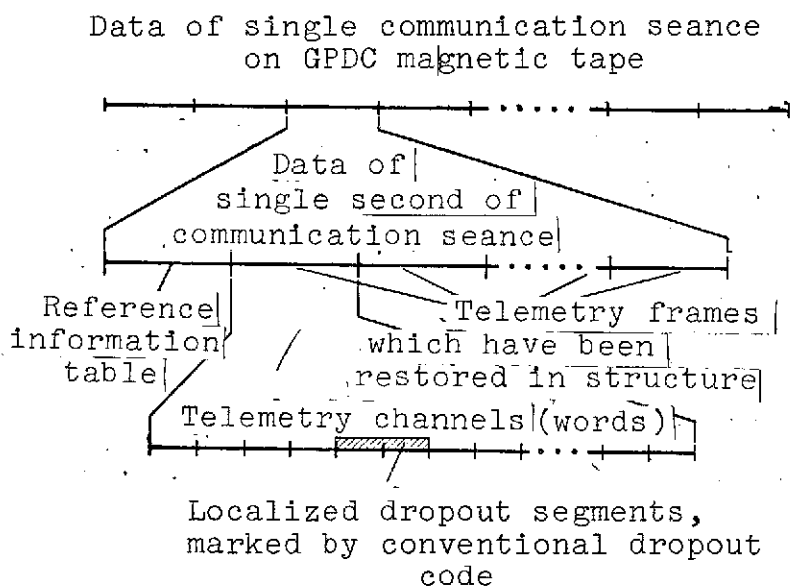 Data of single communication seance
on GPDC magnetic tape
Data of
single second of
communication seance
Reference
information
table
Telemetry frames
which have been
restored in structure
Telemetry channels (words)
Localized dropout segments,
marked by conventional dropout
code